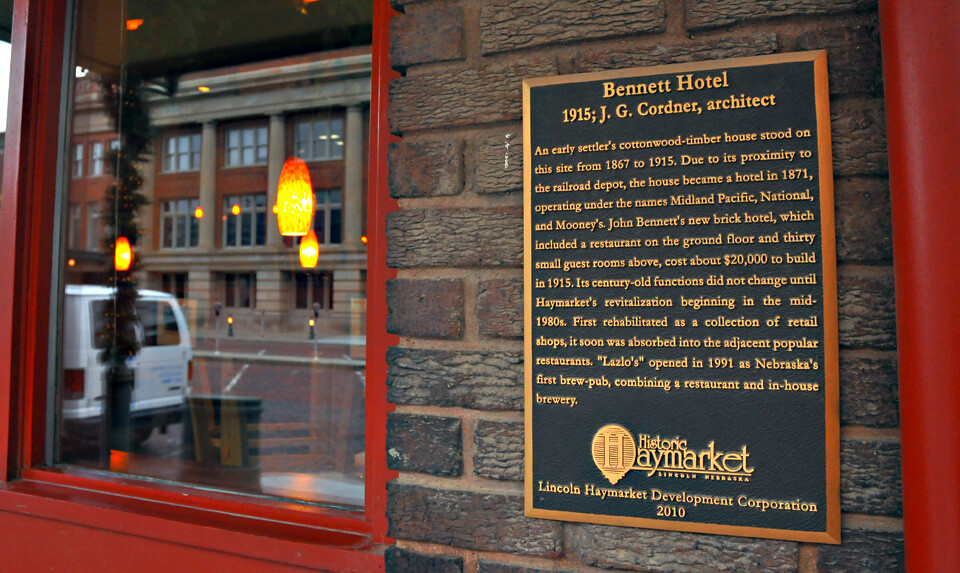 Bennett Hotel
1915; J. G. Cordner, architect
An early settler's cottonwood-timber house stood on
this site from 1867 to 1915. Due to its proximity to
the railroad depot, the house became a hotel in 1871,
operating under the names Midland Pacific, National,
and Mooney's. John Bennett's new brick hotel, which
included a restaurant on the ground floor and thirty
small guest rooms above, cost about $20,000 to build
in 1915. Its century-old functions did not change until
Haymarket's revitalization beginning in the mid-
1980s. First rehabilitated as a collection of retail
shops, it soon was absorbed into the adjacent popular
restaurants. "Lazlo's" opened in 1991 as Nebraska's
first brew-pub, combining a restaurant and in-house
brewery.
Historic
Haymarket
LINCOLN NEBRASKA
Lincoln Haymarket Development Corporation
2010